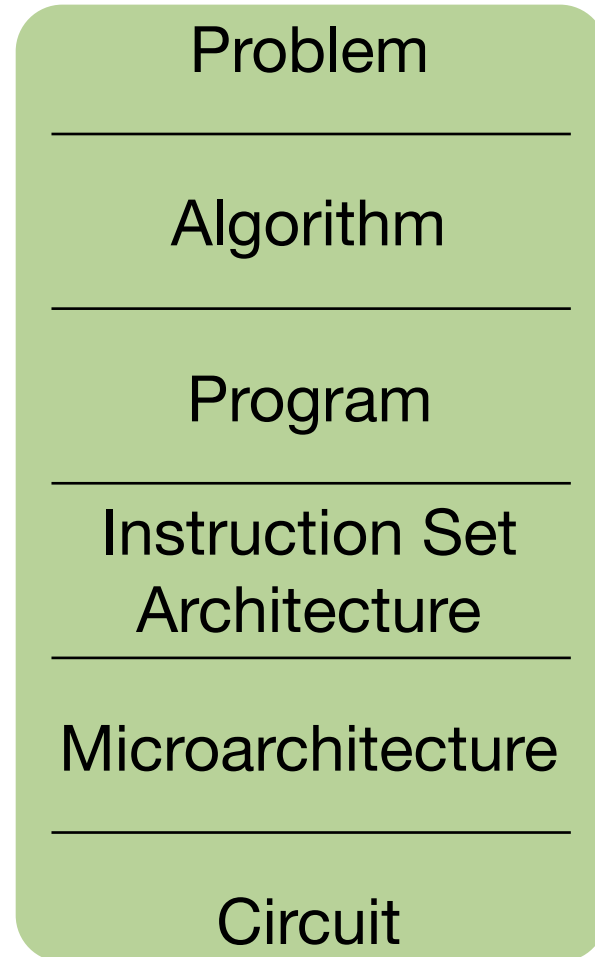 Problem
Algorithm
Program
Instruction Set
Architecture
Microarchitecture
Circuit